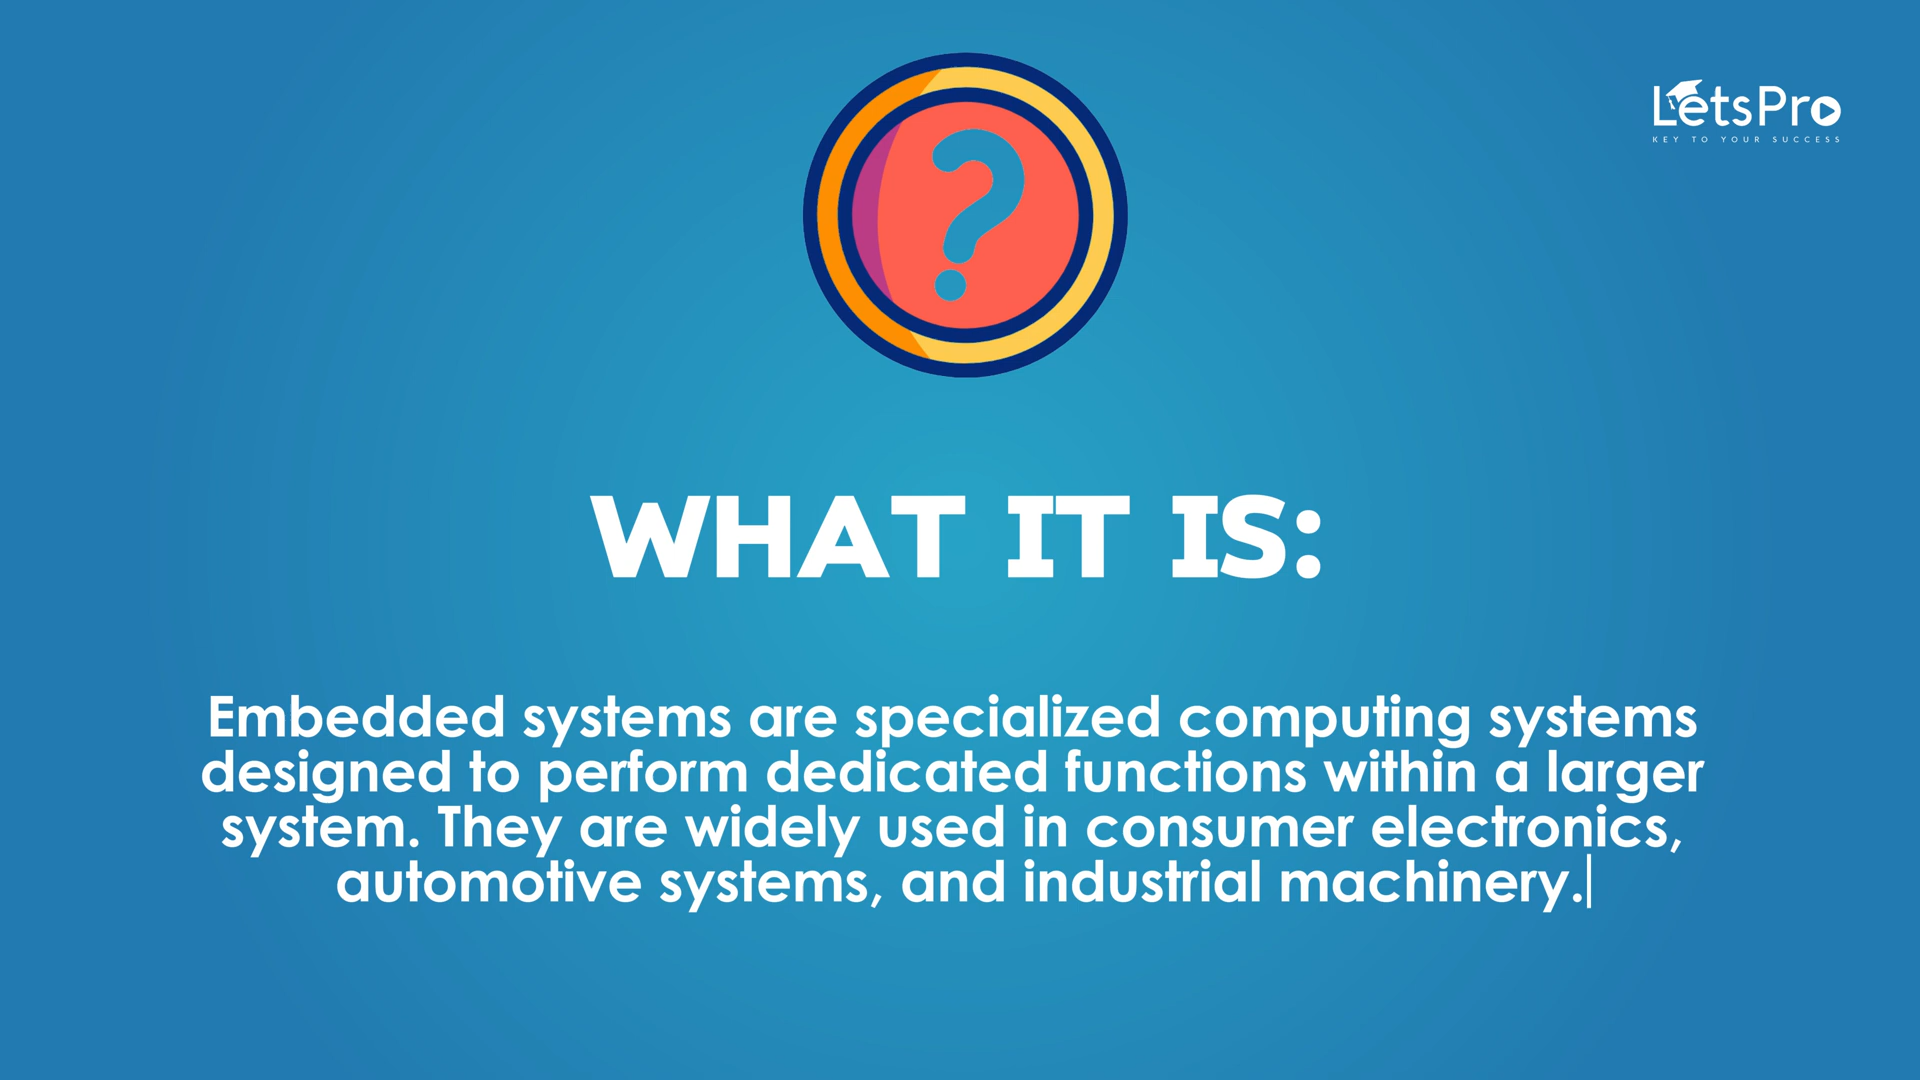 LetsPro
KEY TO YOUR SUCCESS
WHAT IT IS:
Embedded systems are specialized computing systems
designed to perform dedicated functions within a larger
system. They are widely used in consumer electronics,
automotive systems, and industrial machinery.